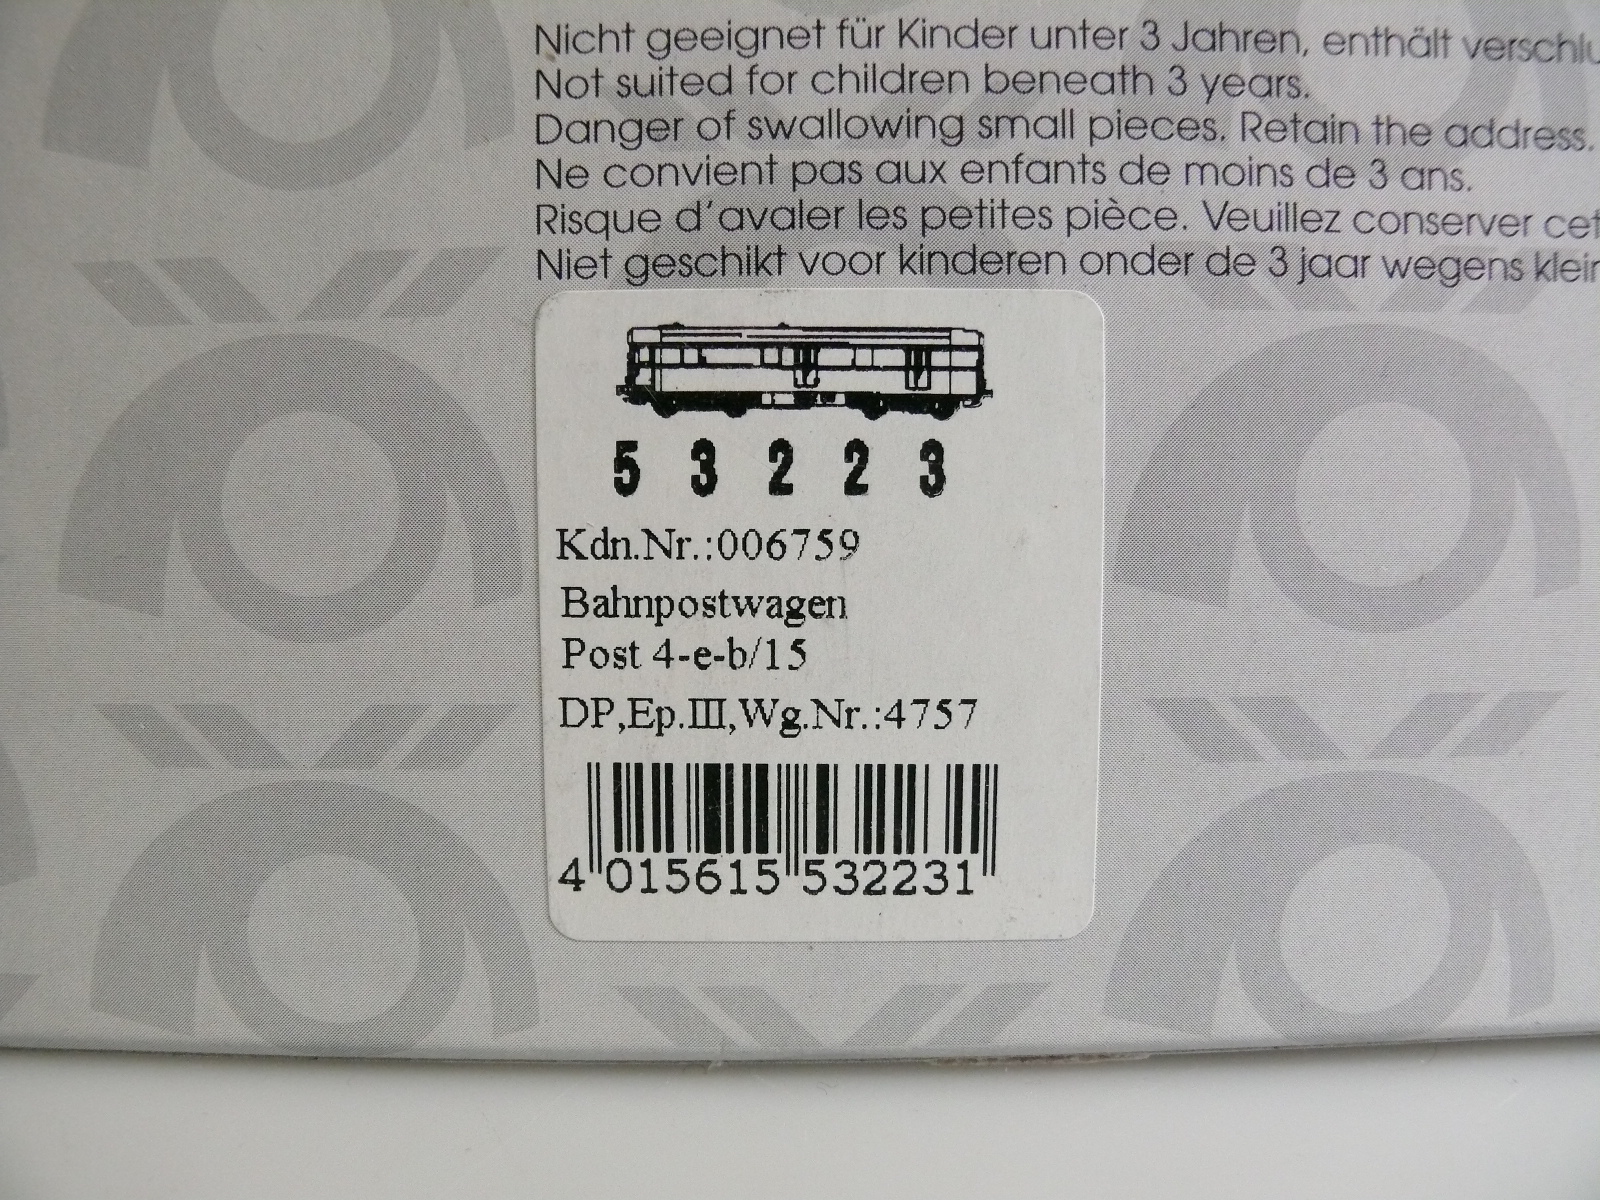 Nicht geeignet für Kinder unter 3 Jahren, enthält
Not suited for children beneath 3 years.
Danger of swallowing small pieces. Retain the address.
Ne convient pas aux enfants de moins de 3 ans.
Risque d'avaler les petites pièce. Veuillez conserver
Niet geschikt voor kinderen onder de 3 jaar wegens
5 3 2 2 3
Kdn.Nr.:006759
Bahnpostwagen
Post 4-e-b/15
DP,Ep.III,Wg.Nr.:4757
4 015615 532231